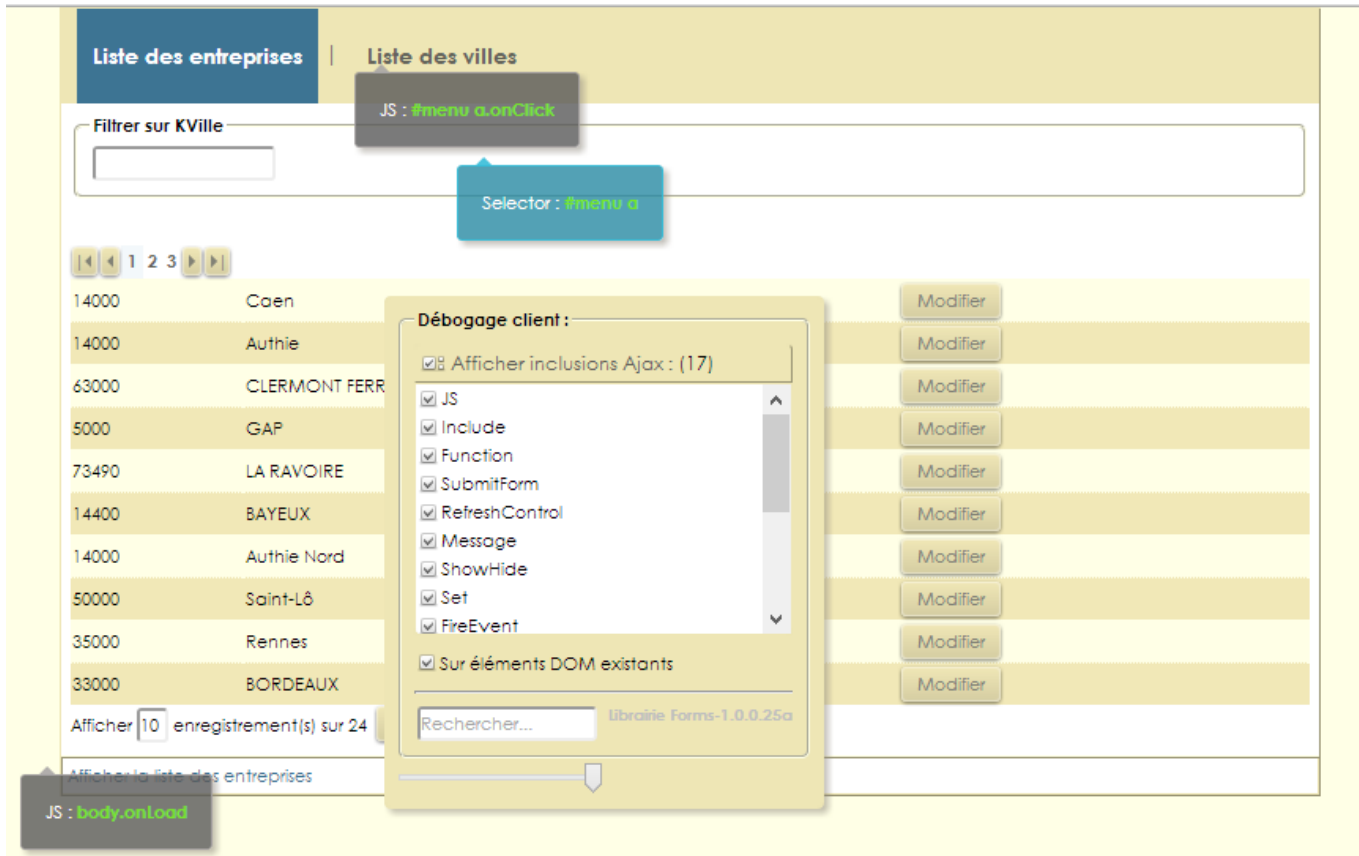 Liste des entreprises | Liste des villes
JS : #menu a.onClick
Filtrer sur KVille
Selector : #menu a
1 2 3
14000 Caen Modifier
14000 Authie Modifier
63000 CLERMONT FERR Modifier
5000 GAP Modifier
73490 LA RAVOIRE Modifier
14400 BAYEUX Modifier
14000 Authie Nord Modifier
50000 Saint-Lô Modifier
35000 Rennes Modifier
33000 BORDEAUX Modifier
Afficher 10 enregistrement(s) sur 24
Débogage client :
Afficher inclusions Ajax : (17)
JS
Include
Function
SubmitForm
RefreshControl
Message
ShowHide
Set
FireEvent
Sur éléments DOM existants
Rechercher... Librairie Forms-1.0.0.25a
Afficher la liste des entreprises
JS : body.onLoad